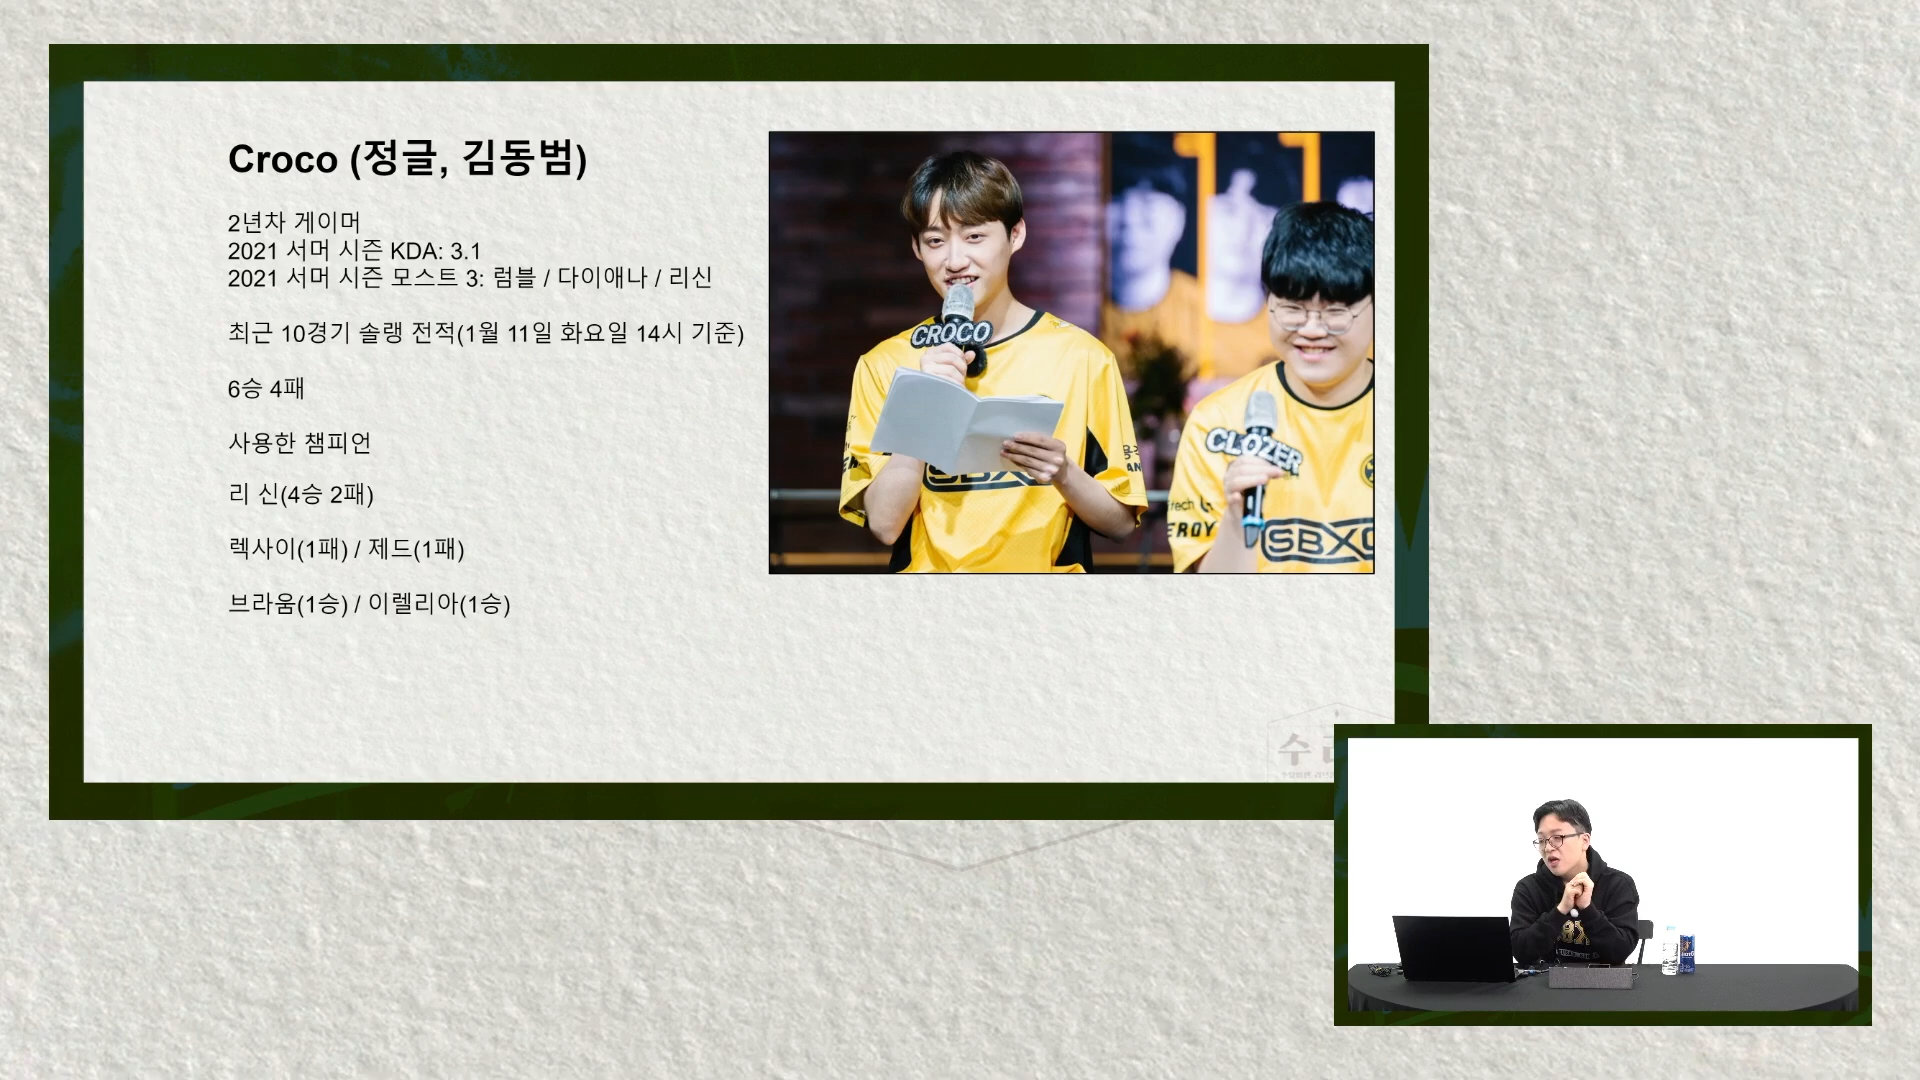 Croco (정글, 김동범)
2년차 게이머
2021 서머 시즌 KDA: 3.1
2021 서머 시즌 모스트 3: 럼블 / 다이애나 / 리신
최근 10경기 솔랭 전적(1월 11일 화요일 14시 기준)
6승 4패
사용한 챔피언
리 신(4승 2패)
렉사이(1패) / 제드(1패)
브라움(1승) / 이렐리아(1승)
CROCO
CLOZER
SBXG
SBXG
수